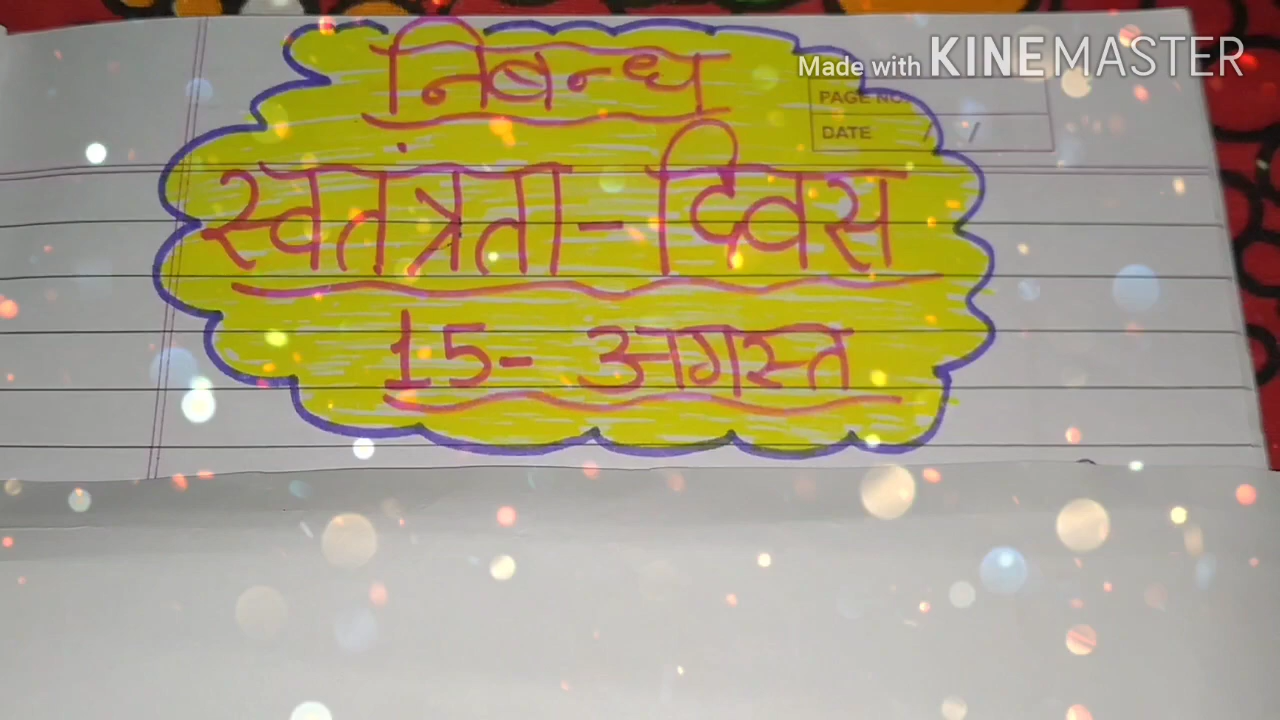 निबन्ध
Made with KINEMASTER
PAGE NO.
DATE / /
स्वतंत्रता-दिवस
15- अगस्त